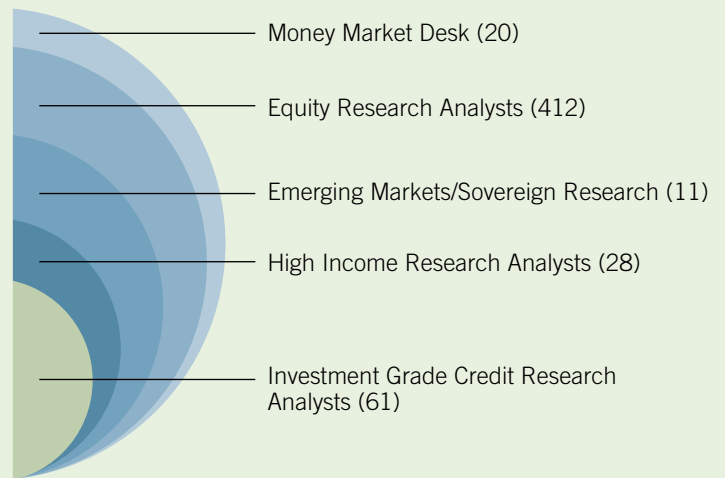 Money Market Desk (20)
Equity Research Analysts (412)
Emerging Markets/Sovereign Research (11)
High Income Research Analysts (28)
Investment Grade Credit Research
Analysts (61)